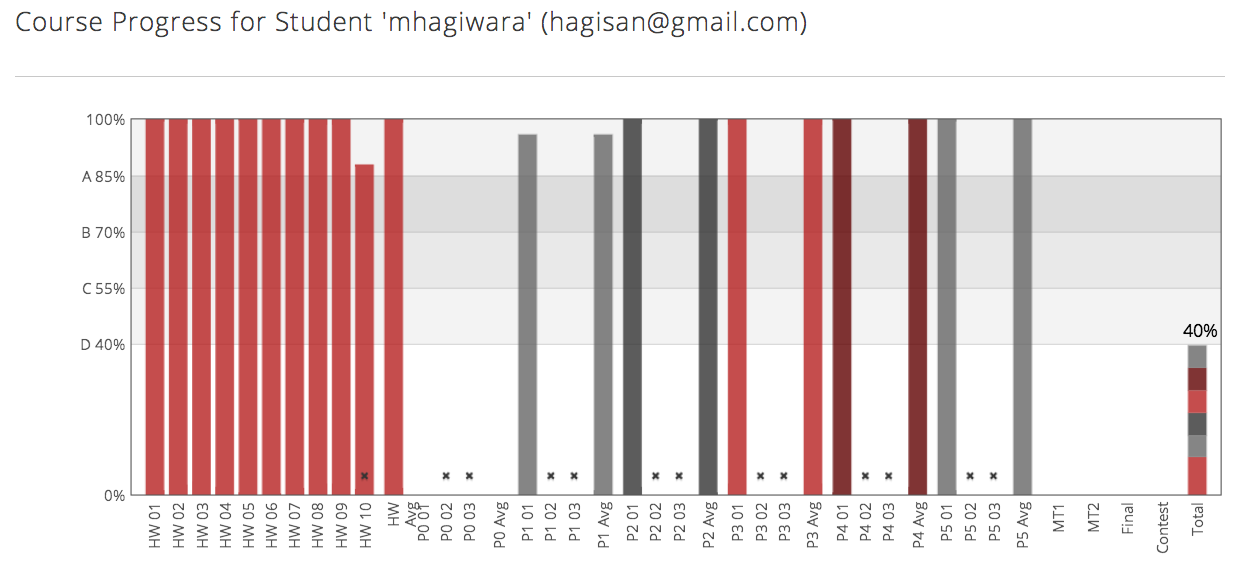 Course Progress for Student 'mhagiwara' (hagisan@gmail.com)
100%
A 85%
B 70%
C 55%
D 40%
0%
40%
HW 01
HW 02
HW 03
HW 04
HW 05
HW 06
HW 07
HW 08
HW 09
HW 10
HW
Avg
P0 01
P0 02
P0 03
P0 Avg
P1 01
P1 02
P1 03
P1 Avg
P2 01
P2 02
P2 03
P2 Avg
P3 01
P3 02
P3 03
P3 Avg
P4 01
P4 02
P4 03
P4 Avg
P5 01
P5 02
P5 03
P5 Avg
MT1
MT2
Final
Contest
Total